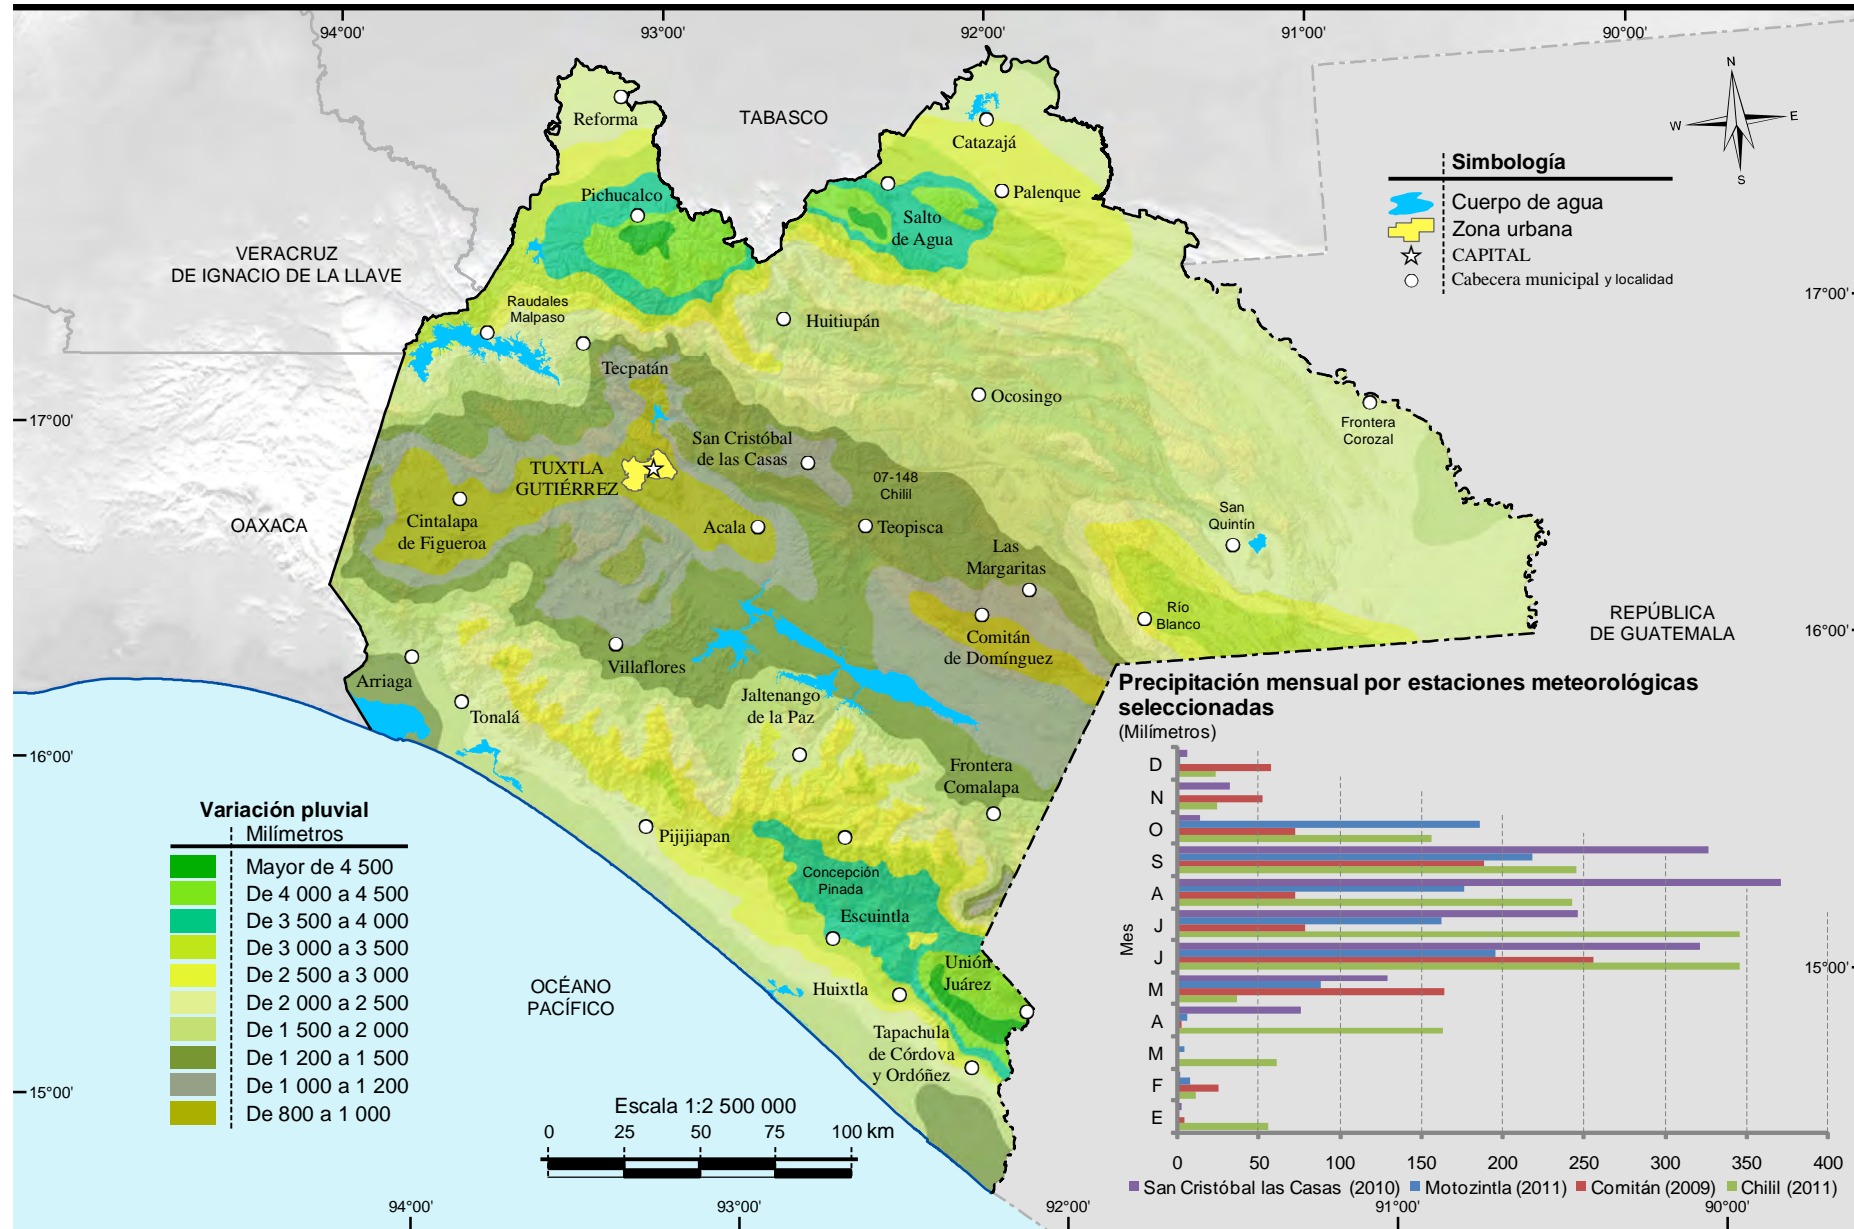 94°00'
93°00'
92°00'
91°00'
90°00'
N
W
E
S
Reforma
TABASCO
Catazajá
Simbología
Cuerpo de agua
Zona urbana
CAPITAL
Cabecera municipal y localidad
Pichucalco
Palenque
Salto
de Agua
VERACRUZ
DE IGNACIO DE LA LLAVE
17°00'
Raudales
Malpaso
Huitiupán
Tecpatán
Ocosingo
17°00'
Frontera
Corozal
San Cristóbal
de las Casas
TUXTLA
GUTIÉRREZ
07-148
Chilil
OAXACA
Cintalapa
de Figueroa
Acala
Teopisca
San
Quintín
Las
Margaritas
Río
Blanco
REPÚBLICA
DE GUATEMALA
16°00'
Comitán
de Domínguez
Villaflores
Arriaga
Jaltenango
de la Paz
Tonalá
16°00'
Frontera
Comalapa
Pijijiapan
Concepción
Pinada
Escuintla
Unión
Juárez
Huixtla
OCÉANO
PACÍFICO
Tapachula
de Córdova
y Ordóñez
15°00'
15°00'
Variación pluvial
Milímetros
Mayor de 4 500
De 4 000 a 4 500
De 3 500 a 4 000
De 3 000 a 3 500
De 2 500 a 3 000
De 2 000 a 2 500
De 1 500 a 2 000
De 1 200 a 1 500
De 1 000 a 1 200
De 800 a 1 000
Escala 1:2 500 000
0 25 50 75 100 km
Precipitación mensual por estaciones meteorológicas
seleccionadas
(Milímetros)
Mes
D
N
O
S
A
J
J
M
A
M
F
E
0 50 100 150 200 250 300 350 400
San Cristóbal las Casas (2010) Motozintla (2011) Comitán (2009) Chilil (2011)
94°00'
93°00'
92°00'
91°00'
90°00'